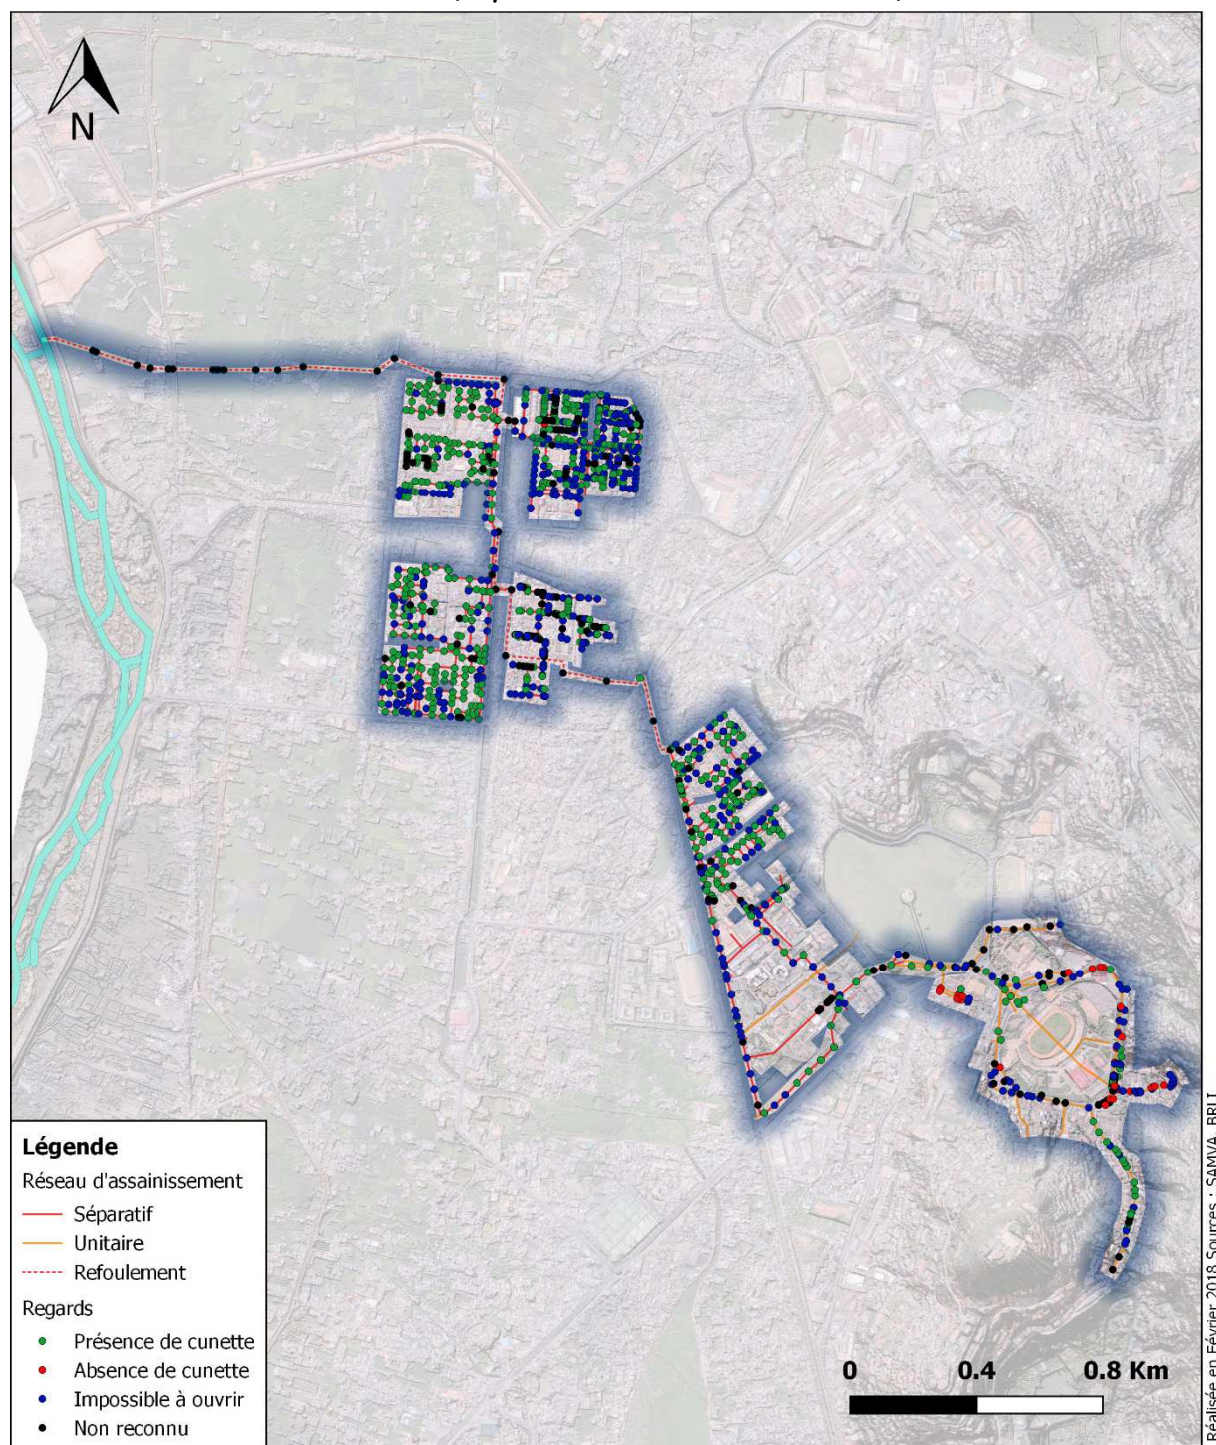 N
Légende
Réseau d'assainissement
Séparatif
Unitaire
Refoulement
Regards
Présence de cunette
Absence de cunette
Impossible à ouvrir
Non reconnu
0 0.4 0.8 Km
Réalisée en Février 2018 Sources : SAMVA, BRLI